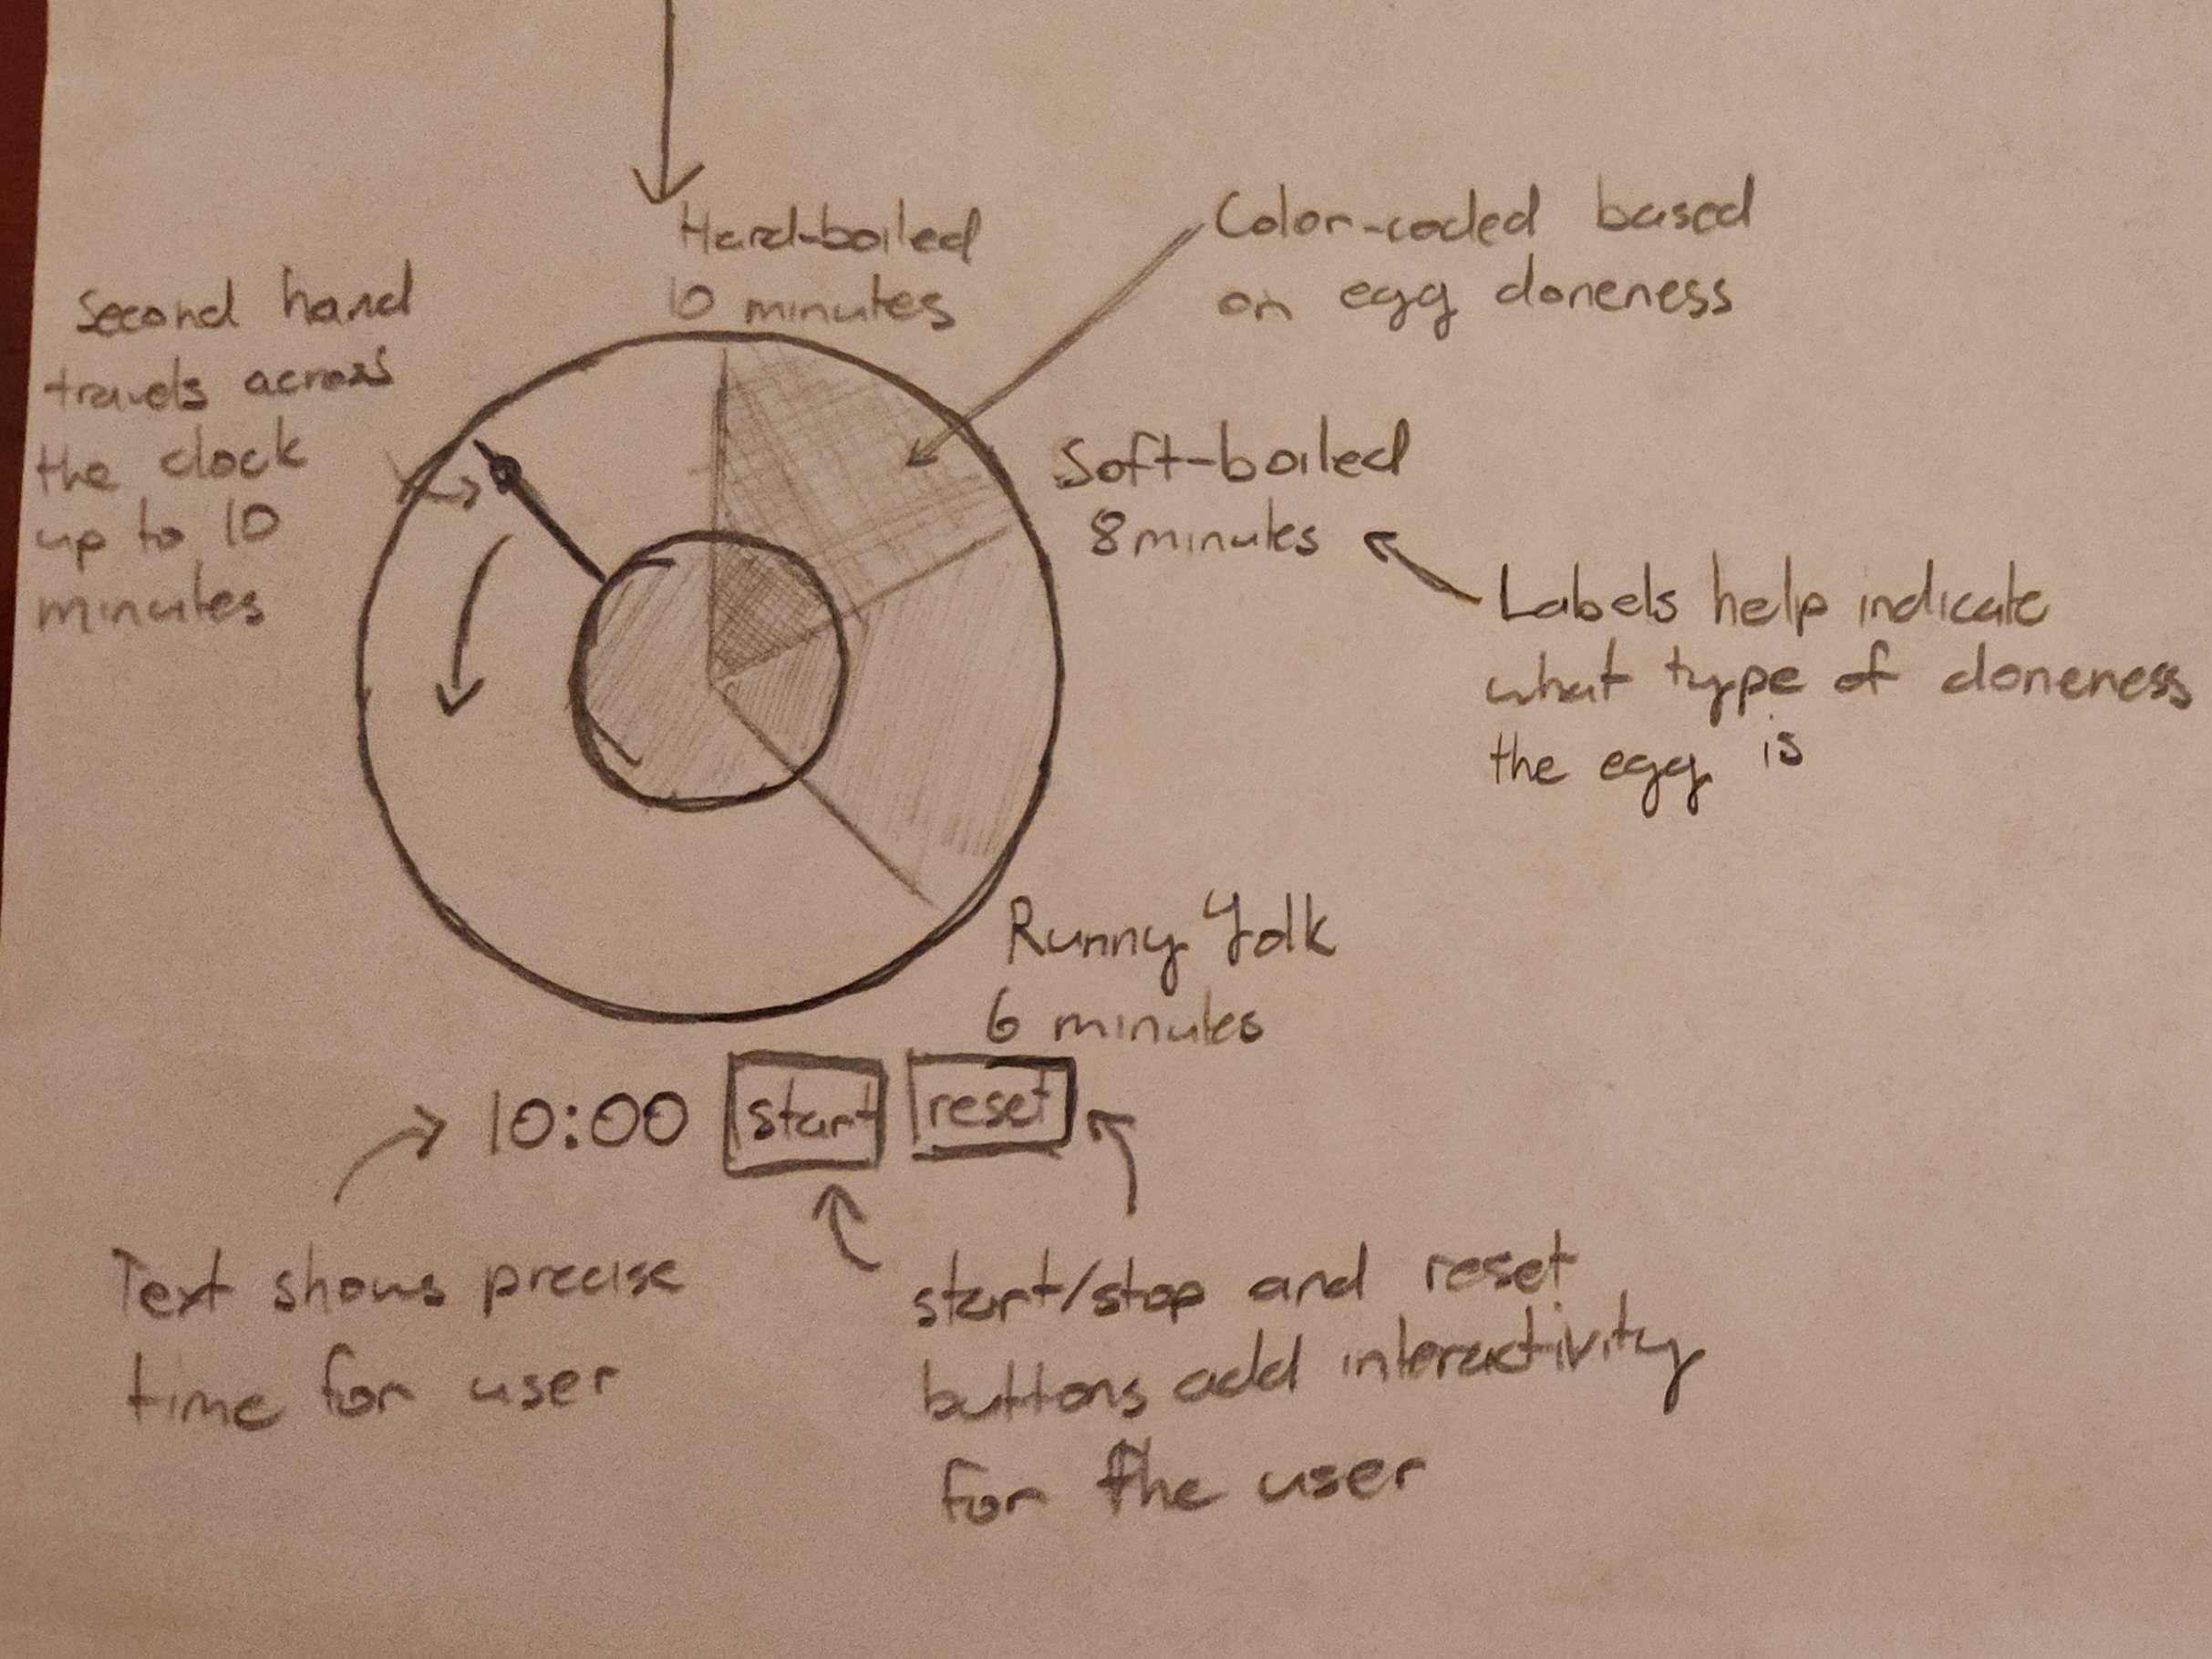 Hard-boiled
10 minutes
Color-coded based
on egg doneness
Second hand
travels across
the clock
up to 10
minutes
Soft-boiled
8 minutes
Labels help indicate
what type of doneness
the egg is
Runny Yolk
6 minutes
10:00 start reset
Text shows precise
time for user
start/stop and reset
buttons add interactivity
for the user